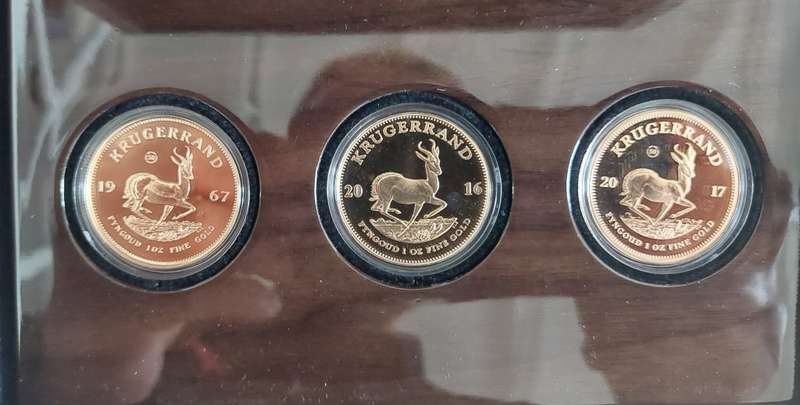 KRUGERRAND
19 67
FYNGOUD 1 OZ FINE GOLD
KRUGERRAND
20 16
FYNGOUD 1 OZ FINE GOLD
KRUGERRAND
20 17
FYNGOUD 1 OZ FINE GOLD